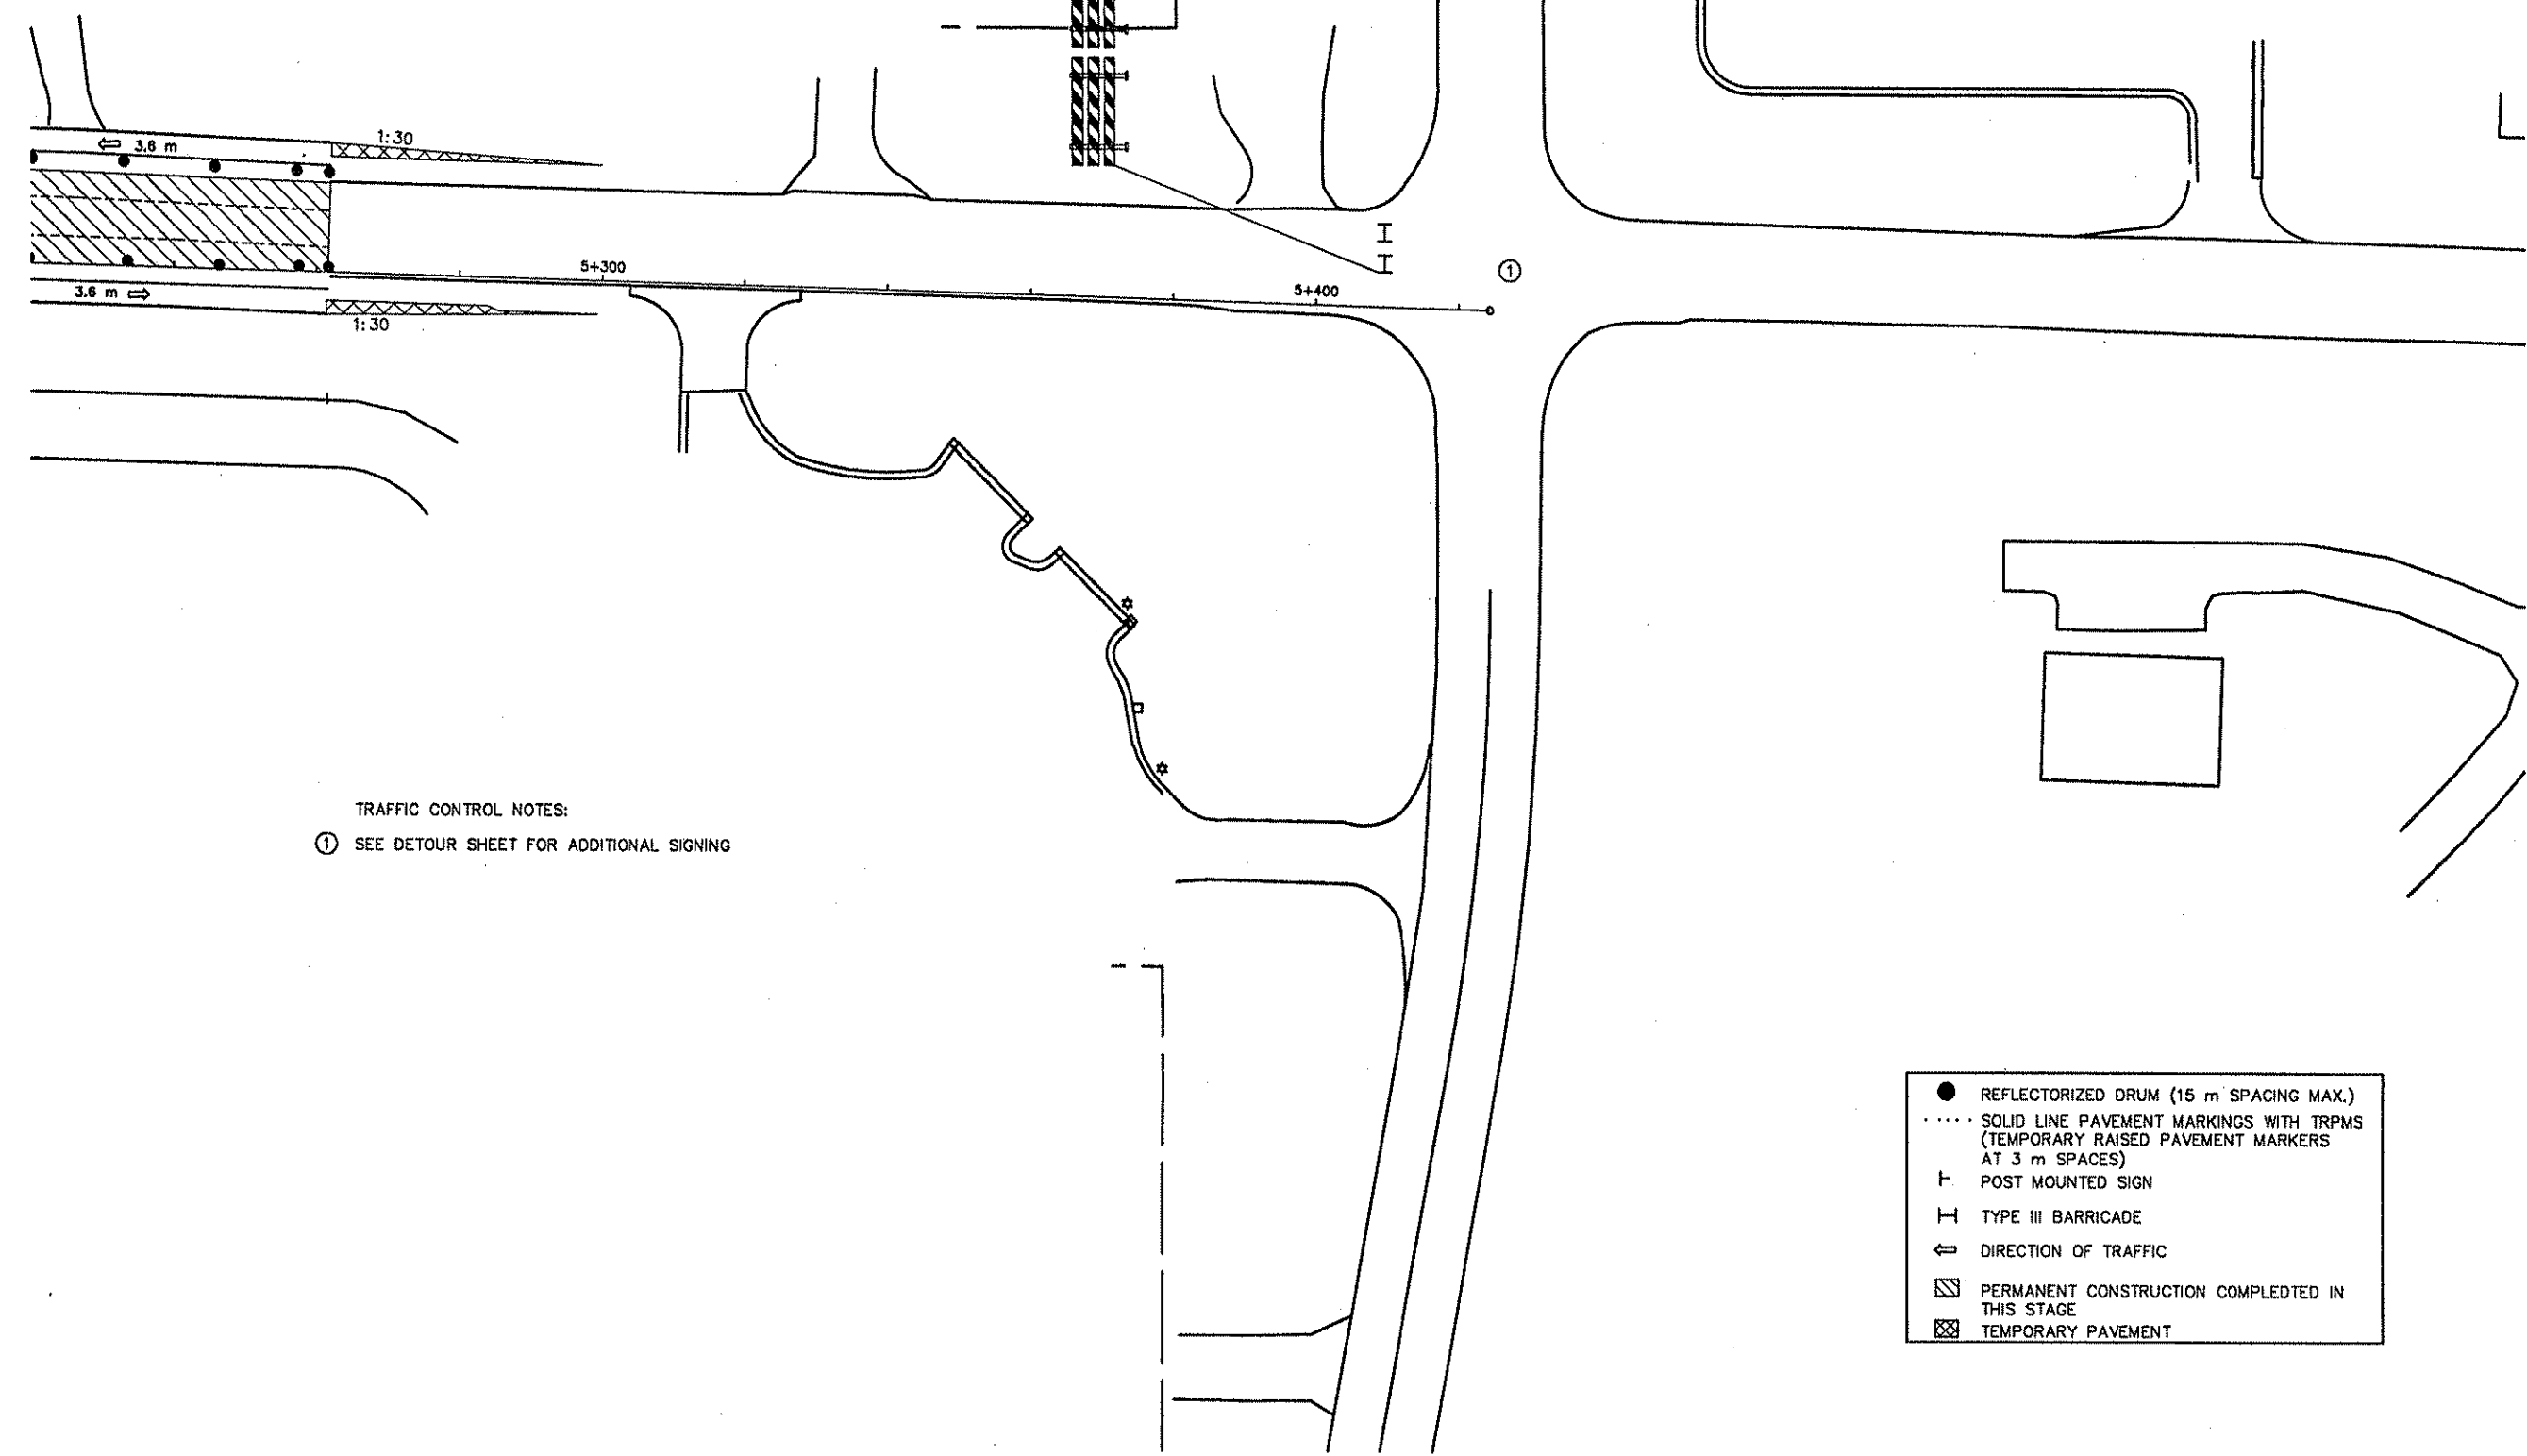 1:30
3.6 m
5+300
3.6 m
1:30
5+400
1
TRAFFIC CONTROL NOTES:
1 SEE DETOUR SHEET FOR ADDITIONAL SIGNING
REFLECTORIZED DRUM (15 m SPACING MAX.)
SOLID LINE PAVEMENT MARKINGS WITH TRPMS
(TEMPORARY RAISED PAVEMENT MARKERS
AT 3 m SPACES)
POST MOUNTED SIGN
TYPE III BARRICADE
DIRECTION OF TRAFFIC
PERMANENT CONSTRUCTION COMPLEDTED IN
THIS STAGE
TEMPORARY PAVEMENT